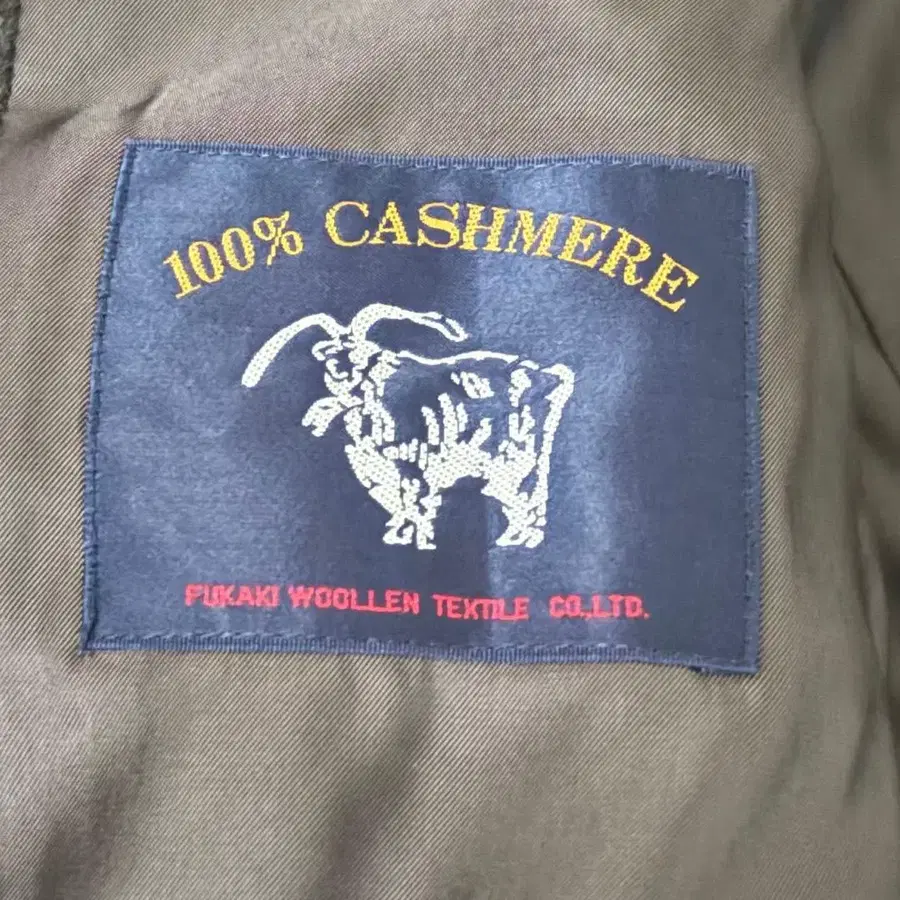 100% CASHMERE
FUKAKI WOOLLEN TEXTILE CO.,LTD.